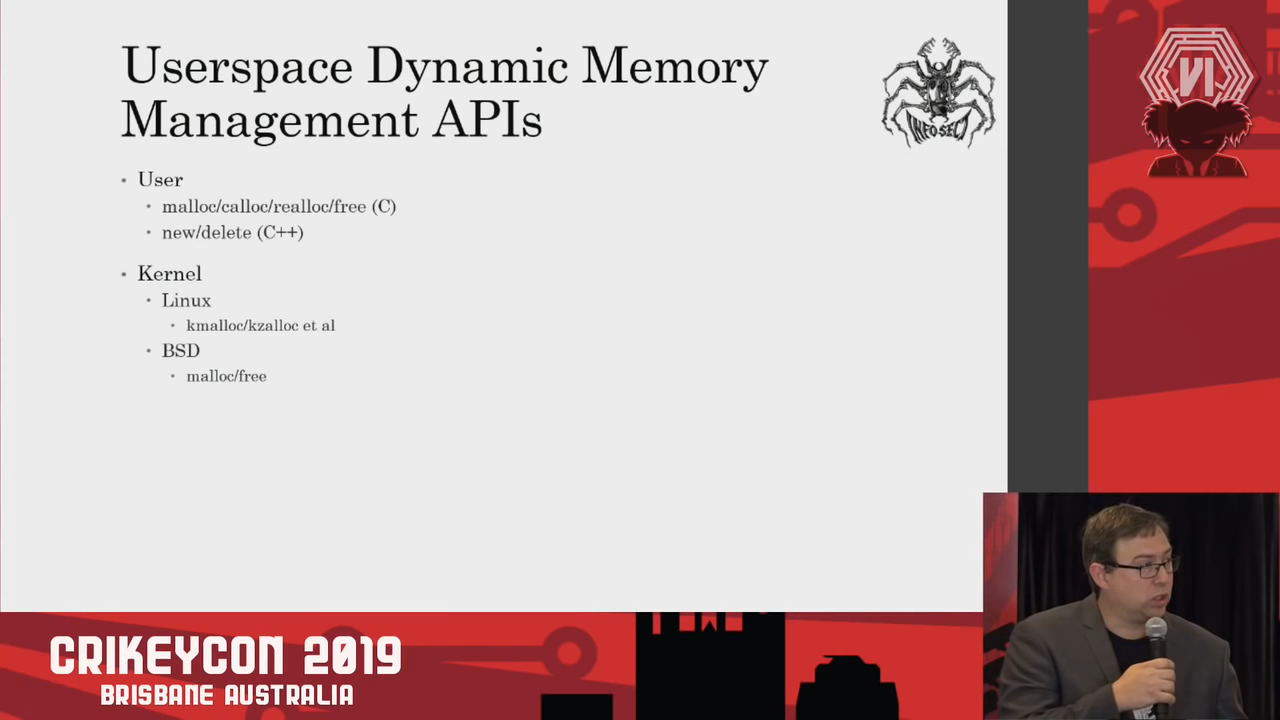 Userspace Dynamic Memory
Management APIs
INFOSECT
• User
• malloc/calloc/realloc/free (C)
• new/delete (C++)
• Kernel
• Linux
• kmalloc/kzalloc et al
• BSD
• malloc/free
VI
CRIKEYCON 2019
BRISBANE AUSTRALIA